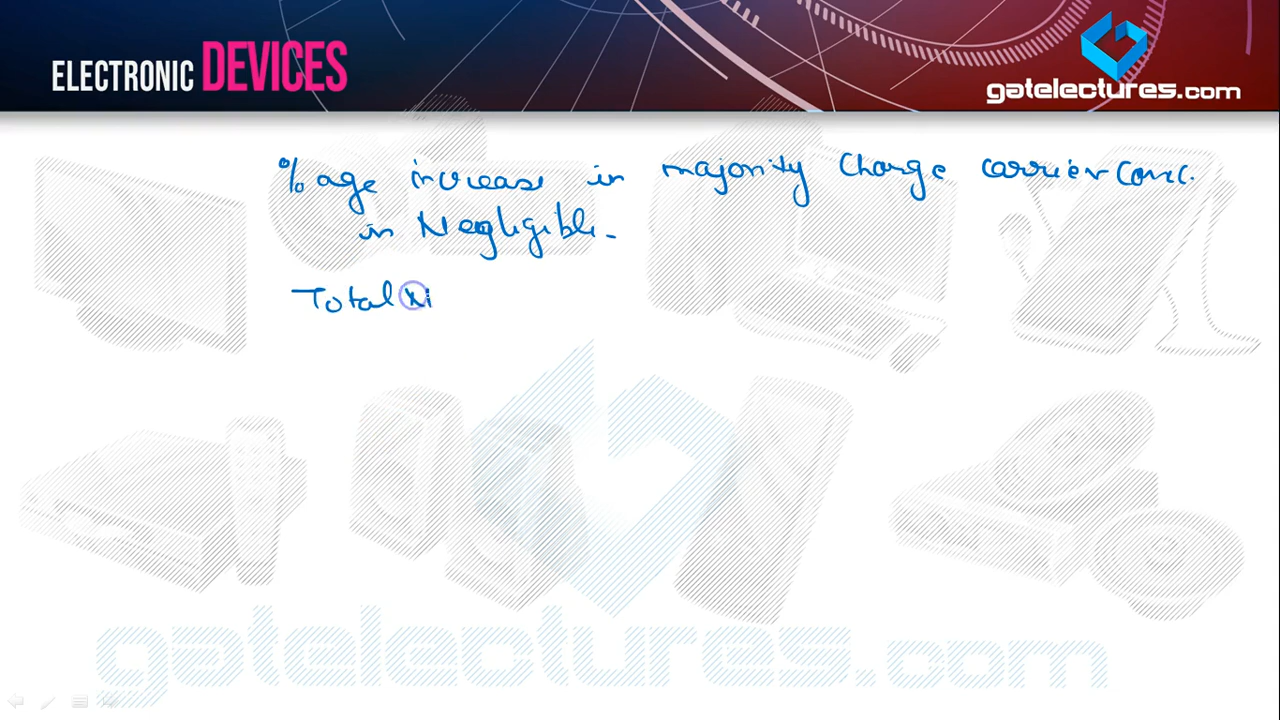 ELECTRONIC DEVICES
gatelectures.com
%age increase in majority charge carrier conc.
in Negligible.
Total
gatelectures.com